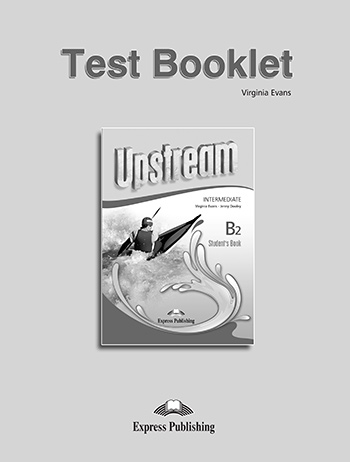 Test Booklet
Virginia Evans
Upstream
INTERMEDIATE
Virginia Evans - Jenny Dooley
B2
Student's Book
Express Publishing
Express Publishing